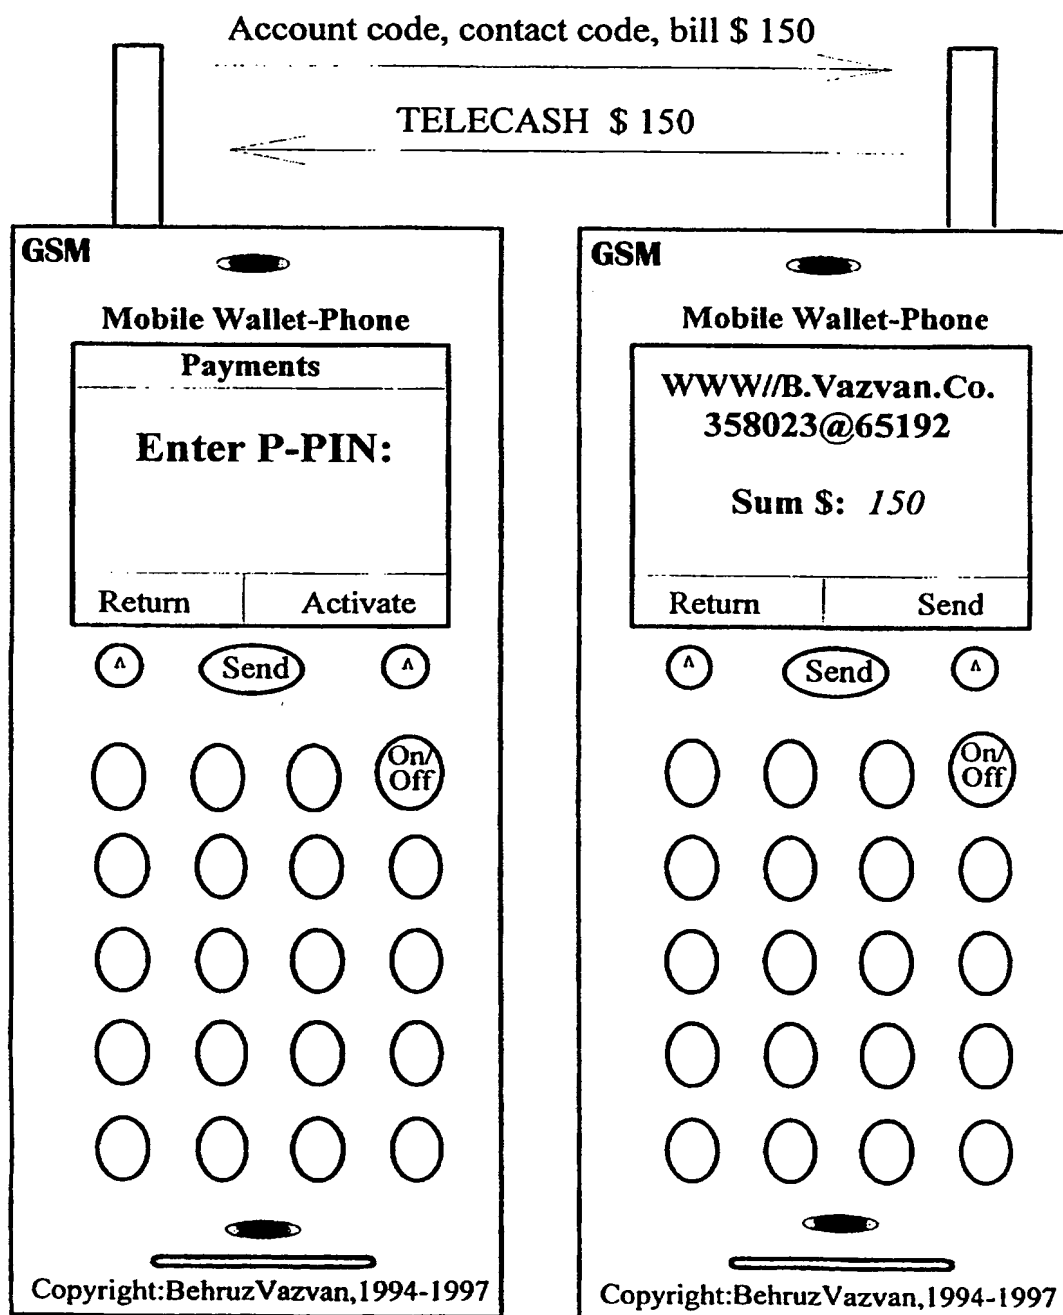 Account code, contact code, bill $ 150
TELECASH $ 150
GSM
Mobile Wallet-Phone
Payments
Enter P-PIN:
Return Activate
^ Send ^
On/
Off
Copyright:BehruzVazvan,1994-1997
GSM
Mobile Wallet-Phone
WWW//B.Vazvan.Co.
358023@65192
Sum $: 150
Return Send
^ Send ^
On/
Off
Copyright:BehruzVazvan,1994-1997